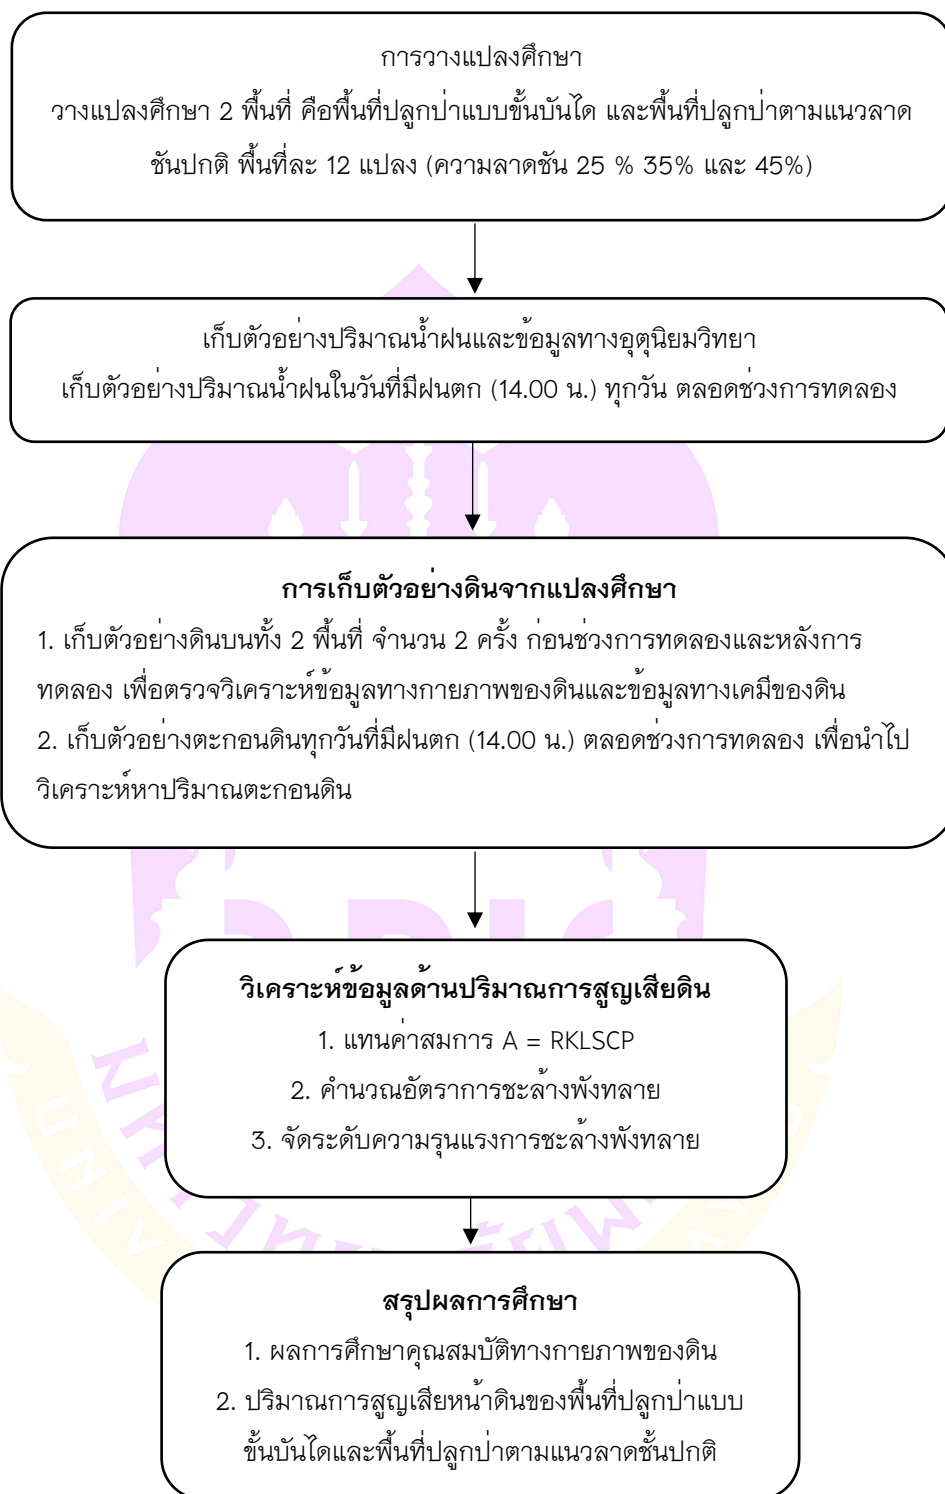 การวางแปลงศึกษา
วางแปลงศึกษา 2 พื้นที่ คือพื้นที่ปลูกป่าแบบขั้นบันได และพื้นที่ปลูกป่าตามแนวลาด
ชันปกติ พื้นที่ละ 12 แปลง (ความลาดชัน 25 % 35% และ 45%)
เก็บตัวอย่างปริมาณน้ำฝนและข้อมูลทางอุตุนิยมวิทยา
เก็บตัวอย่างปริมาณน้ำฝนในวันที่มีฝนตก (14.00 น.) ทุกวัน ตลอดช่วงการทดลอง
การเก็บตัวอย่างดินจากแปลงศึกษา
1. เก็บตัวอย่างดินบนทั้ง 2 พื้นที่ จำนวน 2 ครั้ง ก่อนช่วงการทดลองและหลังการ
ทดลอง เพื่อตรวจวิเคราะห์ข้อมูลทางกายภาพของดินและข้อมูลทางเคมีของดิน
2. เก็บตัวอย่างตะกอนดินทุกวันที่มีฝนตก (14.00 น.) ตลอดช่วงการทดลอง เพื่อนำไป
วิเคราะห์หาปริมาณตะกอนดิน
วิเคราะห์ข้อมูลด้านปริมาณการสูญเสียดิน
1. แทนค่าสมการ A = RKLSCP
2. คำนวณอัตราการชะล้างพังทลาย
3. จัดระดับความรุนแรงการชะล้างพังทลาย
สรุปผลการศึกษา
1. ผลการศึกษาคุณสมบัติทางกายภาพของดิน
2. ปริมาณการสูญเสียหน้าดินของพื้นที่ปลูกป่าแบบ
ขั้นบันไดและพื้นที่ปลูกป่าตามแนวลาดชั้นปกติ